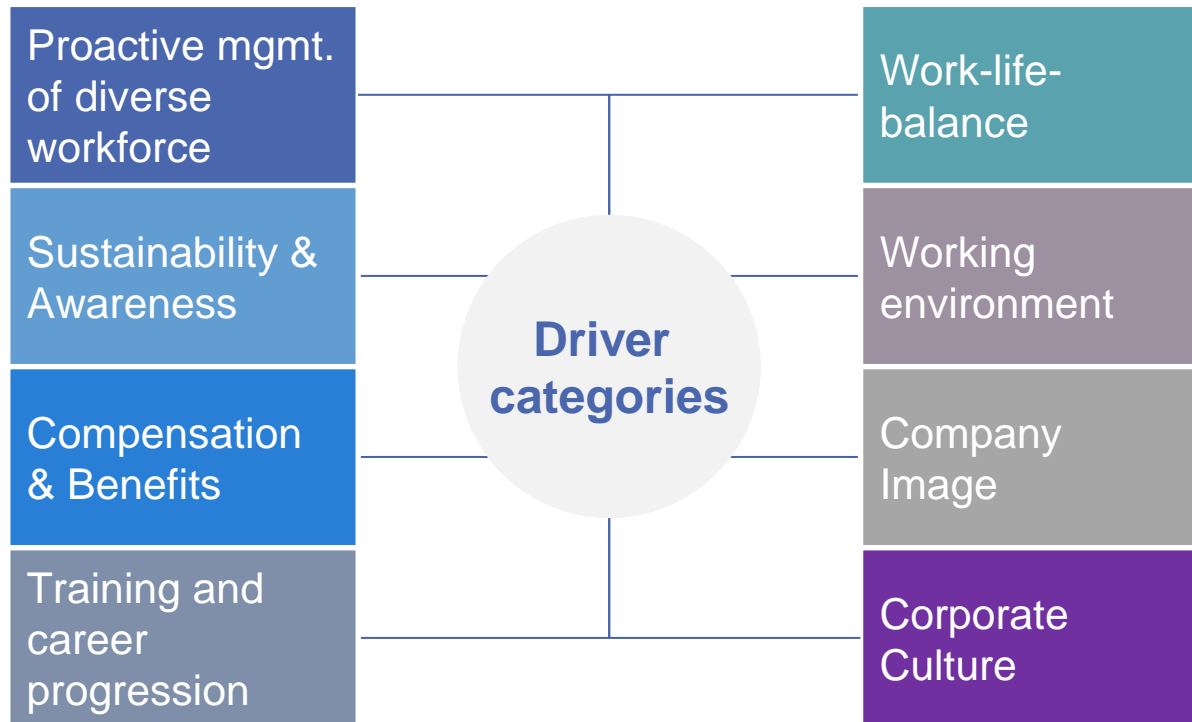 Proactive mgmt.
of diverse
workforce
Sustainability &
Awareness
Compensation
& Benefits
Training and
career
progression
Driver
categories
Work-life-
balance
Working
environment
Company
Image
Corporate
Culture